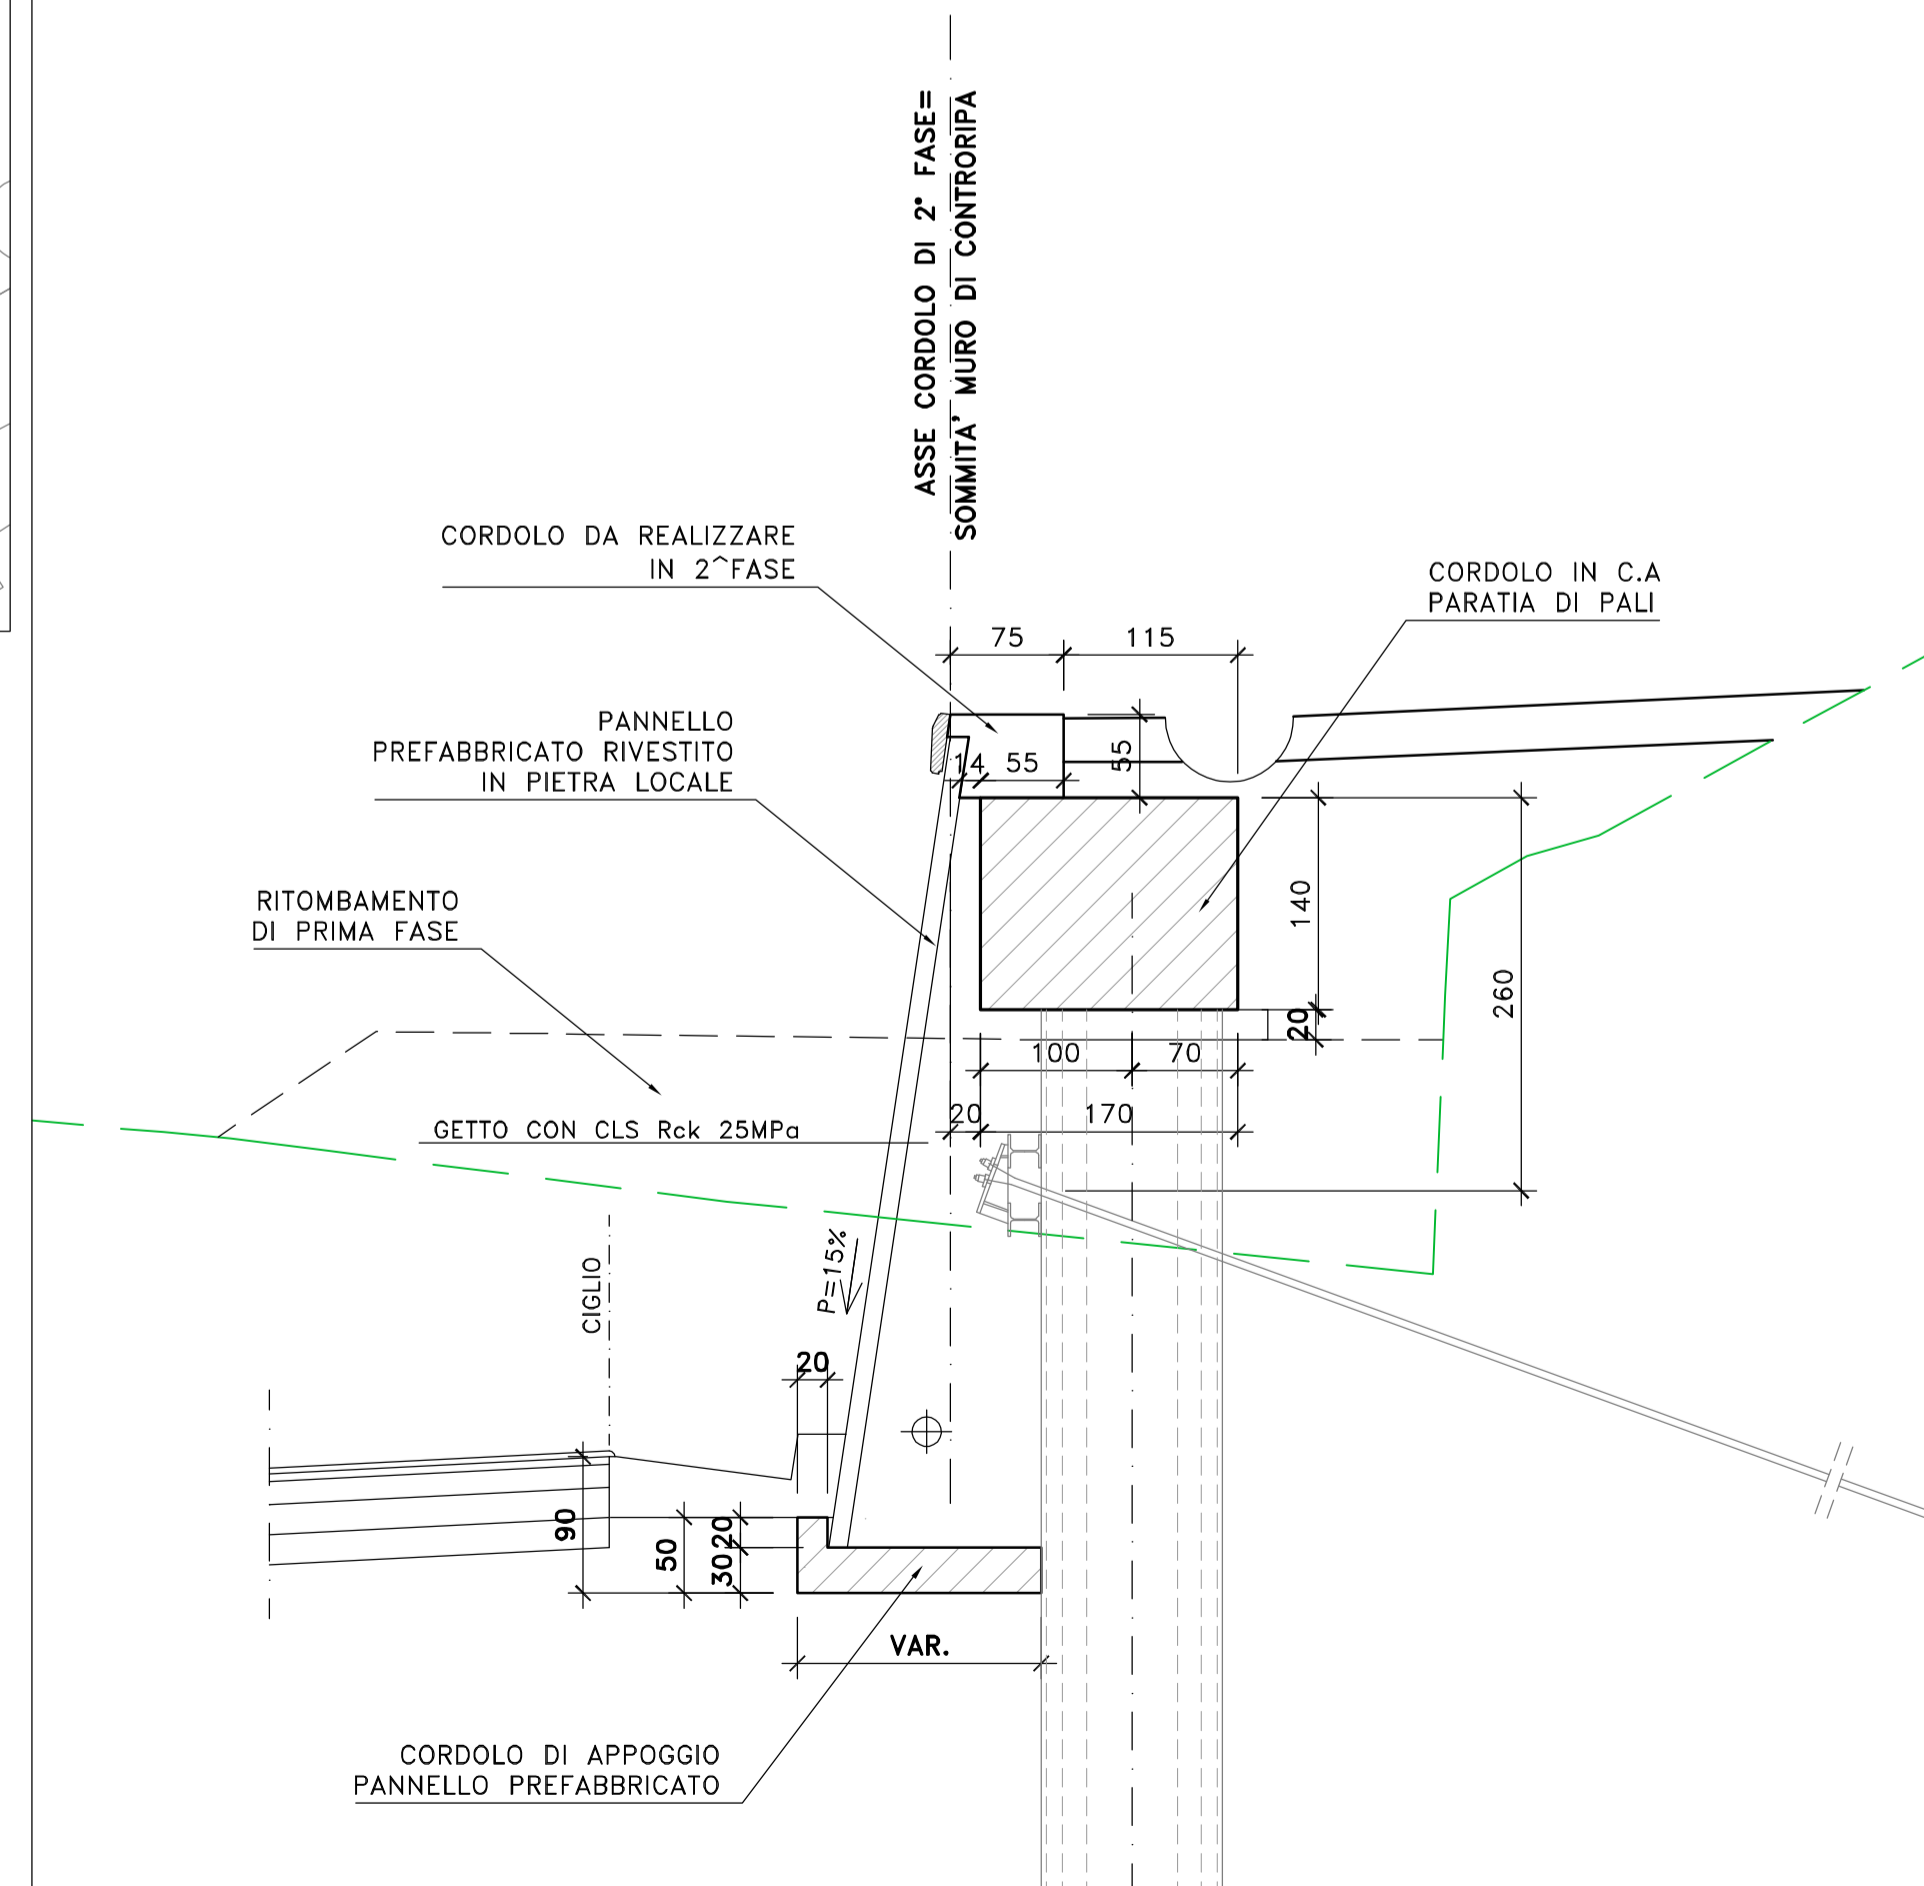 ASSE CORDOLO DI 2° FASE=
SOMMITA' MURO DI CONTRORIPA
CORDOLO DA REALIZZARE
IN 2^FASE
CORDOLO IN C.A
PARATIA DI PALI
75
115
PANNELLO
PREFABBRICATO RIVESTITO
IN PIETRA LOCALE
14
55
55
RITOMBAMENTO
DI PRIMA FASE
140
260
20
100
70
20
170
GETTO CON CLS Rck 25MPa
P=15%
CIGLIO
20
90
50
20
30
VAR.
CORDOLO DI APPOGGIO
PANNELLO PREFABBRICATO